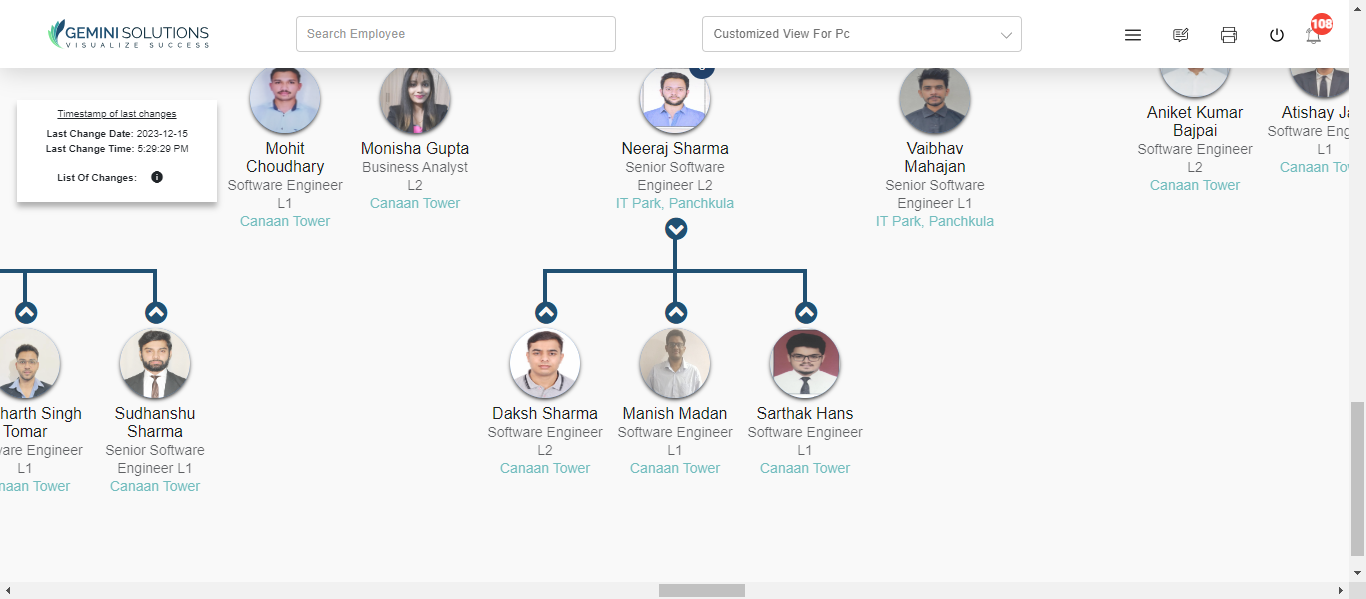 GEMINI SOLUTIONS
VISUALIZE SUCCESS
Search Employee
Customized View For Pc
108
Timestamp of last changes
Last Change Date: 2023-12-15
Last Change Time: 5:29:29 PM
List Of Changes:
Mohit
Choudhary
Software Engineer
L1
Canaan Tower
Monisha Gupta
Business Analyst
L2
Canaan Tower
Neeraj Sharma
Senior Software
Engineer L2
IT Park, Panchkula
Vaibhav
Mahajan
Senior Software
Engineer L1
IT Park, Panchkula
Aniket Kumar
Bajpai
Software Engineer
L2
Canaan Tower
Atishay Ja
Software Eng
L1
Canaan To
harth Singh
Tomar
are Engineer
L1
naan Tower
Sudhanshu
Sharma
Senior Software
Engineer L1
Canaan Tower
Daksh Sharma
Software Engineer
L2
Canaan Tower
Manish Madan
Software Engineer
L1
Canaan Tower
Sarthak Hans
Software Engineer
L1
Canaan Tower